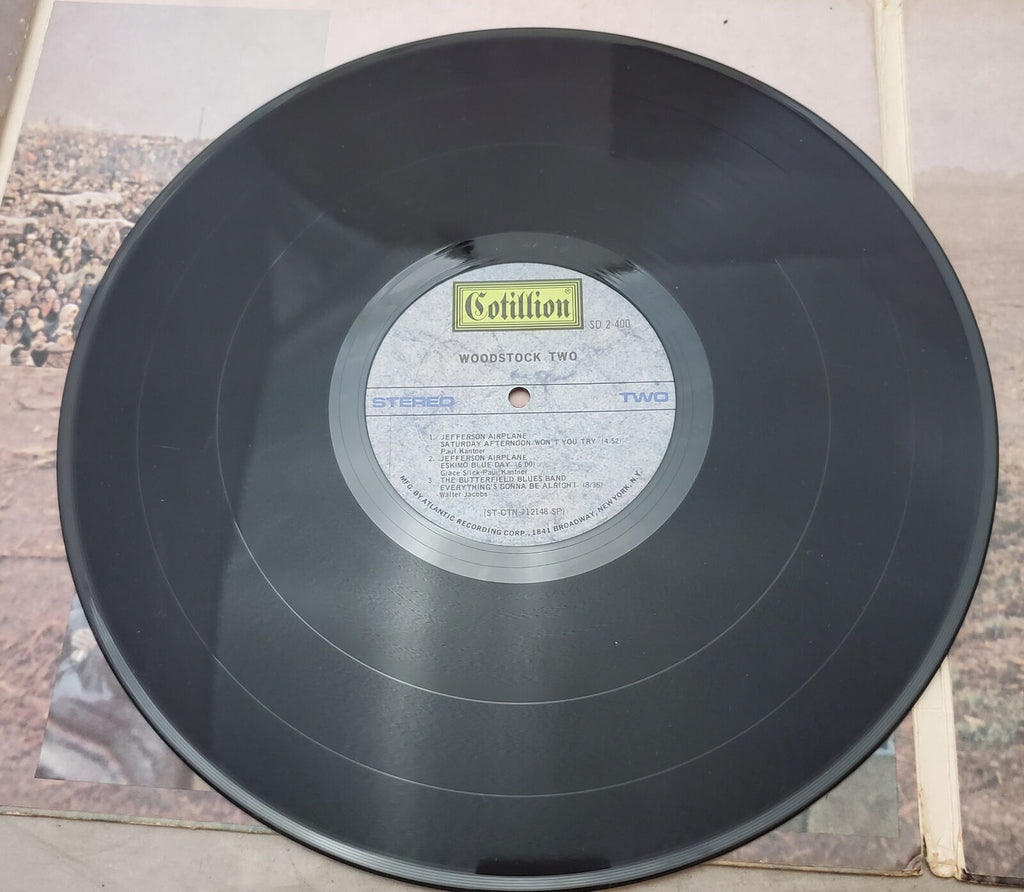 Cotillion®
SD 2-400
WOODSTOCK TWO
STEREO TWO
1. JEFFERSON AIRPLANE
SATURDAY AFTERNOON/WON'T YOU TRY (4:52)
Paul Kantner
2. JEFFERSON AIRPLANE
ESKIMO BLUE DAY (6:00)
Grace Slick-Paul Kantner
3. THE BUTTERFIELD BLUES BAND
EVERYTHING'S GONNA BE ALRIGHT (8:36)
Walter Jacobs
(ST-CTN-712148 SP)
MFG BY ATLANTIC RECORDING CORP., 1841 BROADWAY, NEW YORK, N.Y.